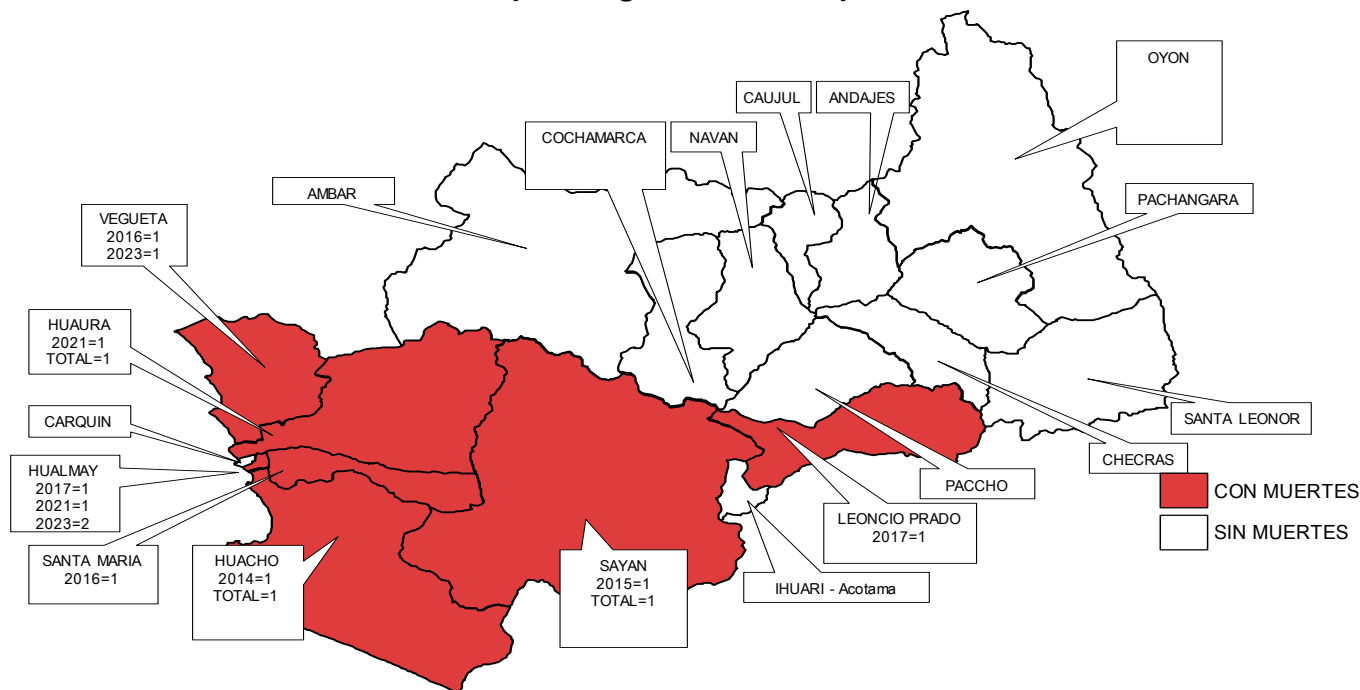 OYON
CAUJUL
ANDAJES
COCHAMARCA
NAVAN
AMBAR
PACHANGARA
VEGUETA
2016=1
2023=1
HUAURA
2021=1
TOTAL=1
CARQUIN
HUALMAY
2017=1
2021=1
2023=2
SANTA MARIA
2016=1
HUACHO
2014=1
TOTAL=1
SAYAN
2015=1
TOTAL=1
LEONCIO PRADO
2017=1
IHUARI - Acotama
PACCHO
CHECRAS
SANTA LEONOR
CON MUERTES
SIN MUERTES